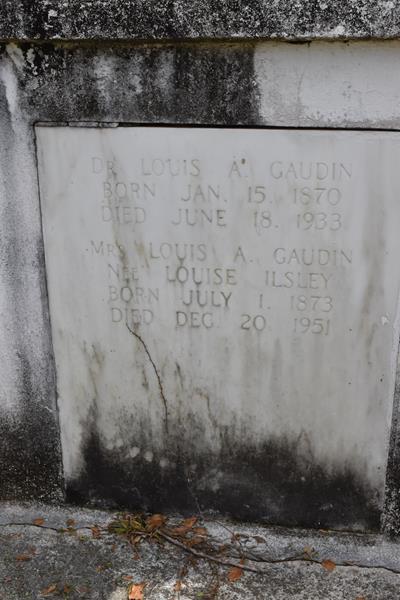 DR LOUIS A. GAUDIN
BORN JAN. 15. 1870
DIED JUNE 18. 1933
MRS LOUIS A. GAUDIN
NEE LOUISE ILSLEY
BORN JULY 1. 1873
DIED DEC. 20. 1951